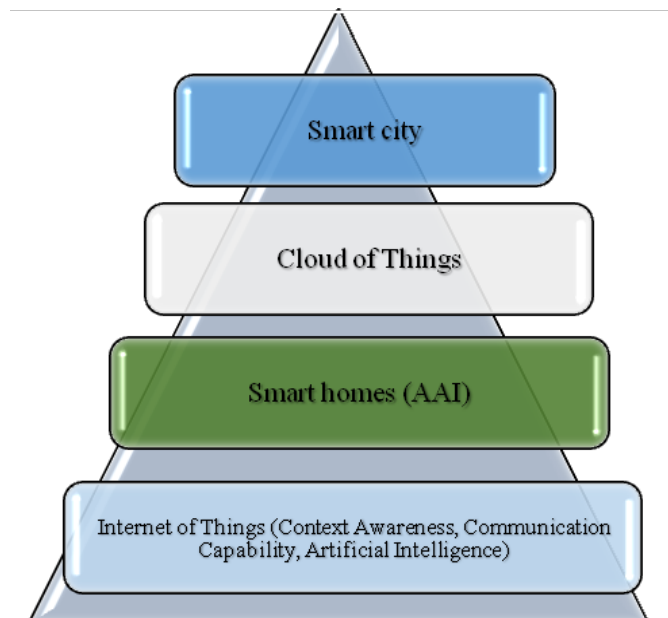 Smart city
Cloud of Things
Smart homes (AAI)
Internet of Things (Context Awareness, Communication
Capability, Artificial Intelligence)